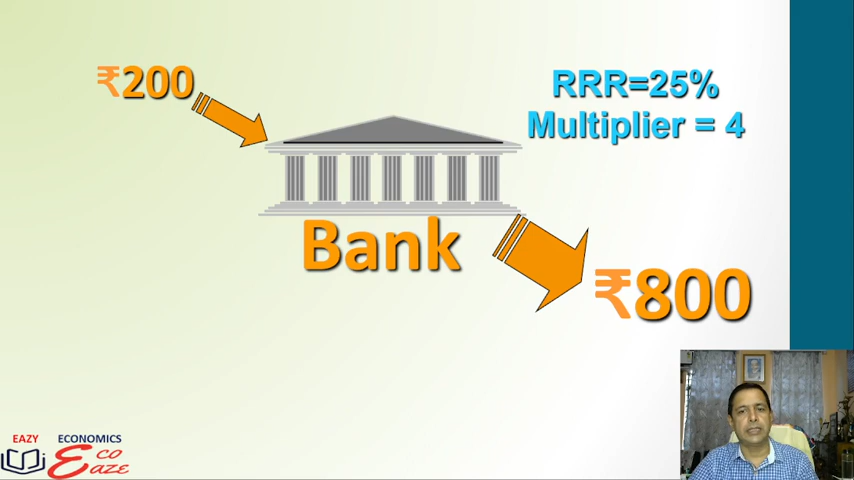 ₹200
RRR=25%
Multiplier = 4
Bank
₹800
EAZY ECONOMICS
Eco
Eaze